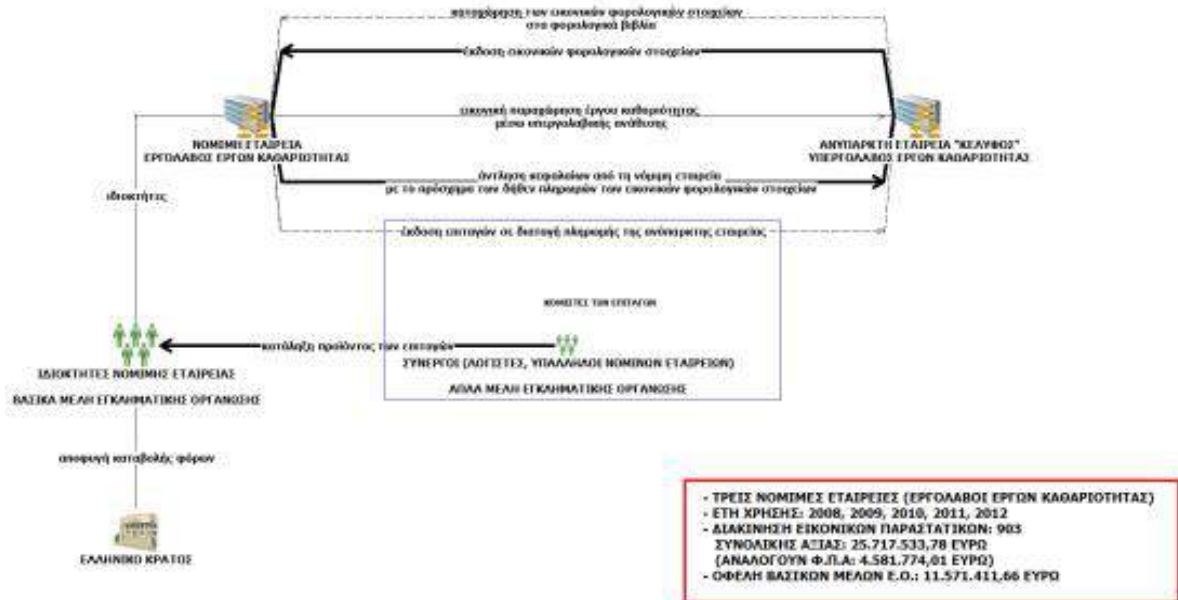 καταχώρηση των εικονικών φορολογικών στοιχείων
στα φορολογικά βιβλία
έκδοση εικονικών φορολογικών στοιχείων
εικονική παραχώρηση έργου καθαριότητας
μέσω υπεργολαβικής ανάθεσης
ΝΟΜΙΜΗ ΕΤΑΙΡΕΙΑ
ΕΡΓΟΛΑΒΟΣ ΕΡΓΩΝ ΚΑΘΑΡΙΟΤΗΤΑΣ
ΑΝΥΠΑΡΚΤΗ ΕΤΑΙΡΕΙΑ "ΚΕΛΥΦΟΣ"
ΥΠΕΡΓΟΛΑΒΟΣ ΕΡΓΩΝ ΚΑΘΑΡΙΟΤΗΤΑΣ
άντληση κεφαλαίων από τη νόμιμη εταιρεία
με το πρόσχημα των δήθεν πληρωμών των εικονικών φορολογικών στοιχείων
ιδιοκτήτες
έκδοση επιταγών σε διαταγή πληρωμής της ανύπαρκτης εταιρείας
ΚΟΜΙΣΤΕΣ ΤΩΝ ΕΠΙΤΑΓΩΝ
κατάληξη προϊόντος των επιταγών
ΣΥΝΕΡΓΟΙ (ΛΟΓΙΣΤΕΣ, ΥΠΑΛΛΗΛΟΙ ΝΟΜΙΜΩΝ ΕΤΑΙΡΕΙΩΝ)
ΑΠΛΑ ΜΕΛΗ ΕΓΚΛΗΜΑΤΙΚΗΣ ΟΡΓΑΝΩΣΗΣ
ΙΔΙΟΚΤΗΤΕΣ ΝΟΜΙΜΗΣ ΕΤΑΙΡΕΙΑΣ
ΒΑΣΙΚΑ ΜΕΛΗ ΕΓΚΛΗΜΑΤΙΚΗΣ ΟΡΓΑΝΩΣΗΣ
αποφυγή καταβολής φόρων
ΕΛΛΗΝΙΚΟ ΚΡΑΤΟΣ
- ΤΡΕΙΣ ΝΟΜΙΜΕΣ ΕΤΑΙΡΕΙΕΣ (ΕΡΓΟΛΑΒΟΙ ΕΡΓΩΝ ΚΑΘΑΡΙΟΤΗΤΑΣ)
- ΕΤΗ ΧΡΗΣΗΣ: 2008, 2009, 2010, 2011, 2012
- ΔΙΑΚΙΝΗΣΗ ΕΙΚΟΝΙΚΩΝ ΠΑΡΑΣΤΑΤΙΚΩΝ: 903
ΣΥΝΟΛΙΚΗΣ ΑΞΙΑΣ: 25.717.533,78 ΕΥΡΩ
(ΑΝΑΛΟΓΟΥΝ Φ.Π.Α: 4.581.774,01 ΕΥΡΩ)
- ΟΦΕΛΗ ΒΑΣΙΚΩΝ ΜΕΛΩΝ Ε.Ο.: 11.571.411,66 ΕΥΡΩ